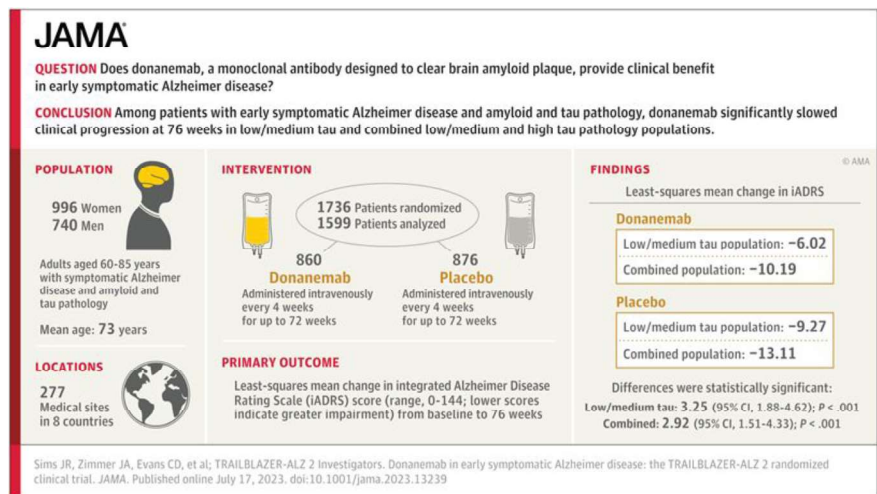 JAMA
QUESTION Does donanemab, a monoclonal antibody designed to clear brain amyloid plaque, provide clinical benefit
in early symptomatic Alzheimer disease?
CONCLUSION Among patients with early symptomatic Alzheimer disease and amyloid and tau pathology, donanemab significantly slowed
clinical progression at 76 weeks in low/medium tau and combined low/medium and high tau pathology populations.
© AMA
POPULATION
996 Women
740 Men
Adults aged 60-85 years
with symptomatic Alzheimer
disease and amyloid and
tau pathology
Mean age: 73 years
LOCATIONS
277
Medical sites
in 8 countries
INTERVENTION
1736 Patients randomized
1599 Patients analyzed
860
Donanemab
Administered intravenously
every 4 weeks
for up to 72 weeks
876
Placebo
Administered intravenously
every 4 weeks
for up to 72 weeks
PRIMARY OUTCOME
Least-squares mean change in integrated Alzheimer Disease
Rating Scale (iADRS) score (range, 0-144; lower scores
indicate greater impairment) from baseline to 76 weeks
FINDINGS
Least-squares mean change in iADRS
Donanemab
Low/medium tau population: −6.02
Combined population: −10.19
Placebo
Low/medium tau population: −9.27
Combined population: −13.11
Differences were statistically significant:
Low/medium tau: 3.25 (95% CI, 1.88-4.62); P < .001
Combined: 2.92 (95% CI, 1.51-4.33); P < .001
Sims JR, Zimmer JA, Evans CD, et al; TRAILBLAZER-ALZ 2 Investigators. Donanemab in early symptomatic Alzheimer disease: the TRAILBLAZER-ALZ 2 randomized
clinical trial. JAMA. Published online July 17, 2023. doi:10.1001/jama.2023.13239